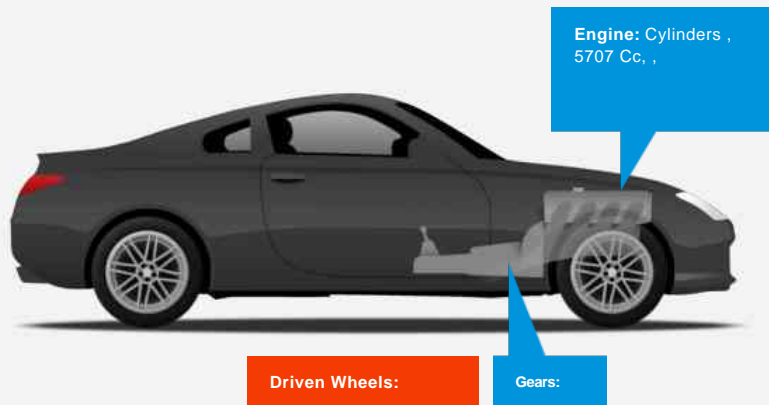 Engine: Cylinders ,
5707 Cc, ,
Driven Wheels:
Gears: